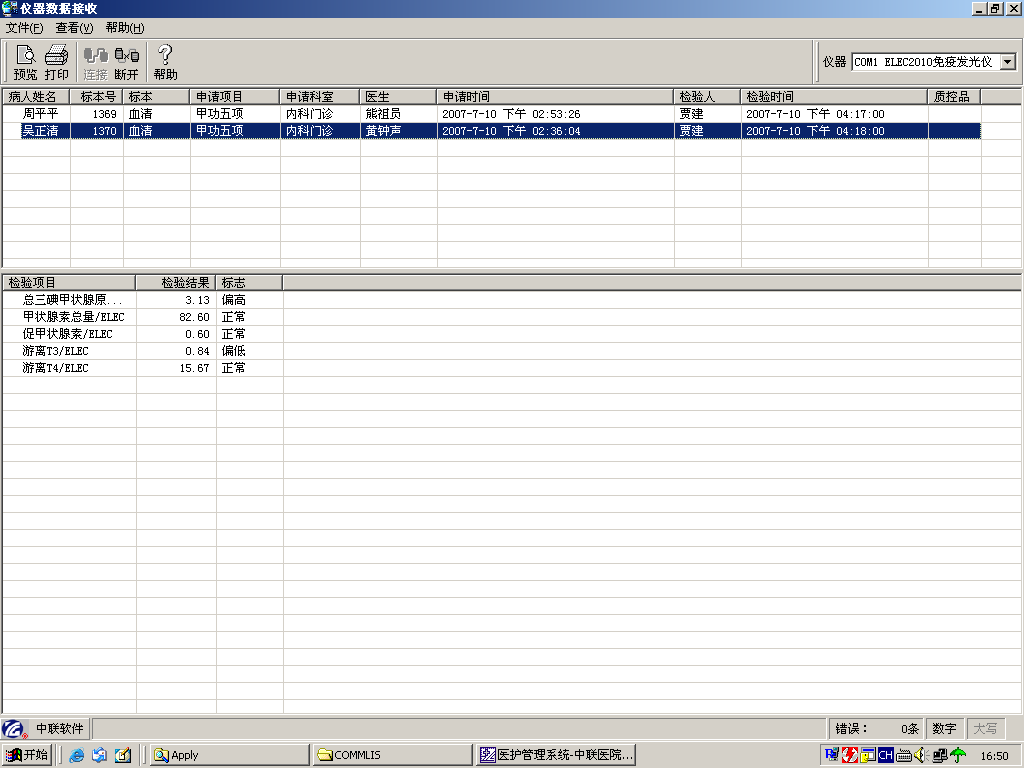 仪器数据接收
文件(F) 查看(V) 帮助(H)
预览 打印 连接 断开 帮助 仪器 COM1 ELEC2010免疫发光仪
病人姓名 标本号 标本 申请项目 申请科室 医生 申请时间 检验人 检验时间 质控品
周平平 1369 血清 甲功五项 内科门诊 熊祖员 2007-7-10 下午 02:53:26 贾建 2007-7-10 下午 04:17:00
吴正清 1370 血清 甲功五项 内科门诊 黄钟声 2007-7-10 下午 02:36:04 贾建 2007-7-10 下午 04:18:00
检验项目 检验结果 标志
总三碘甲状腺原... 3.13 偏高
甲状腺素总量/ELEC 82.60 正常
促甲状腺素/ELEC 0.60 正常
游离T3/ELEC 0.84 偏低
游离T4/ELEC 15.67 正常
中联软件 错误： 0条 数字 大写
开始 Apply COMMLIS 医护管理系统-中联医院... CH 16:50